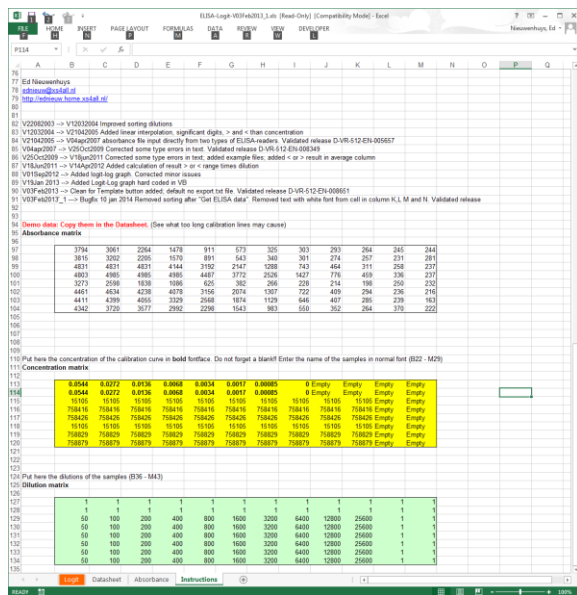 ELISA-Logit-V03Feb2013_1.xls [Read-Only] [Compatibility Mode] - Excel
FILE HOME INSERT PAGE LAYOUT FORMULAS DATA REVIEW VIEW DEVELOPER
Nieuwenhuys, Ed
P114
A B C D E F G H I J K L M N O P Q
76
77 Ed Nieuwenhuys
78 ednieuw@xs4all.nl
79 http://ednieuw.home.xs4all.nl/
80
81
82 V22082003 --> V12032004 Improved sorting dilutions
83 V12032004 --> V21042005 Added linear interpolation, significant digits, > and < than concentration
84 V21042005 --> V04apr2007 absorbance file input directly from two types of ELISA-readers. Validated release D-VR-512-EN-005657
85 V04apr2007 --> V25Oct2009 Corrected some type errors in text. Validated release D-VR-512-EN-008349
86 V25Oct2009 --> V18jun2011 Corrected some type errors in text; added example files; added < or > result in average column
87 V18Jun2011 --> V14Apr2012 Added calculation of result > or < range times dilution
88 V01Sep2012 --> Added logit-log graph. Corrected minor issues
89 V19Jan 2013 --> Added Logit-Log graph hard coded in VB
90 V03Feb2013 --> Clean for Template button added; default no export txt file. Validated release D-VR-512-EN-008651
91 V03Feb2013_1 --> Bugfix 10 jan 2014 Removed sorting after "Get ELISA data". Removed text with white font from cell in column K,L M and N. Validated release
92
93
94 Demo data: Copy them in the Datasheet. (See what too long calibration lines may cause)
95 Absorbance matrix
96
97 3794 3061 2264 1478 911 573 325 303 293 264 245 244
98 3815 3202 2205 1570 891 543 340 301 274 257 231 281
99 4831 4831 4831 4144 3192 2147 1288 743 464 311 258 237
100 4803 4985 4985 4985 4487 3772 2526 1427 776 459 336 237
101 3273 2598 1838 1086 625 382 266 228 214 198 250 232
102 4461 4634 4238 4078 3156 2074 1307 722 409 294 236 216
103 4411 4399 4055 3329 2568 1874 1129 646 407 285 239 163
104 4342 3720 3577 2992 2298 1543 983 550 352 264 370 222
105
106
107
108
109
110 Put here the concentration of the calibration curve in bold fontface. Do not forget a blank!! Enter the name of the samples in normal font (B22 - M29)
111 Concentration matrix
112
113 0.0544 0.0272 0.0136 0.0068 0.0034 0.0017 0.00085 0 Empty Empty Empty Empty
114 0.0544 0.0272 0.0136 0.0068 0.0034 0.0017 0.00085 0 Empty Empty Empty Empty
115 15105 15105 15105 15105 15105 15105 15105 15105 15105 15105 Empty Empty
116 758416 758416 758416 758416 758416 758416 758416 758416 758416 758416 Empty Empty
117 758426 758426 758426 758426 758426 758426 758426 758426 758426 758426 Empty Empty
118 15105 15105 15105 15105 15105 15105 15105 15105 15105 15105 Empty Empty
119 758829 758829 758829 758829 758829 758829 758829 758829 758829 758829 Empty Empty
120 758879 758879 758879 758879 758879 758879 758879 758879 758879 758879 Empty Empty
121
122
123
124 Put here the dilutions of the samples (B36 - M43)
125 Dilution matrix
126
127 1 1 1 1 1 1 1 1 1 1 1 1
128 1 1 1 1 1 1 1 1 1 1 1 1
129 50 100 200 400 800 1600 3200 6400 12800 25600 1 1
130 50 100 200 400 800 1600 3200 6400 12800 25600 1 1
131 50 100 200 400 800 1600 3200 6400 12800 25600 1 1
132 50 100 200 400 800 1600 3200 6400 12800 25600 1 1
133 50 100 200 400 800 1600 3200 6400 12800 25600 1 1
134 50 100 200 400 800 1600 3200 6400 12800 25600 1 1
135
Logit Datasheet Absorbance Instructions
READY 100%